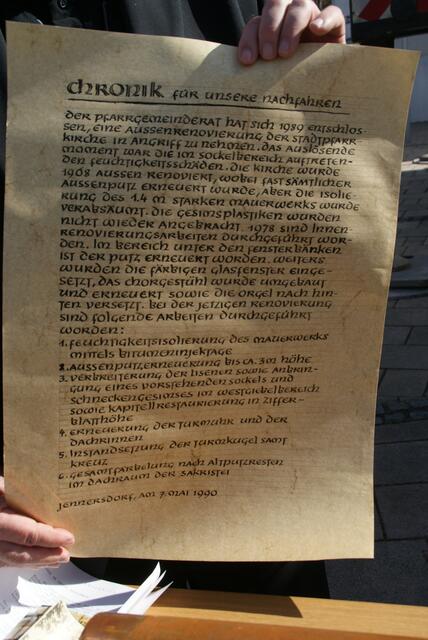 Chronik für unsere Nachfahren
Der Pfarrgemeinderat hat sich 1989 entschlos-
sen, eine Aussenrenovierung der Stadtpfarr-
kirche in Angriff zu nehmen. Das auslösende
Moment war die im Sockelbereich auftreten-
den Feuchtigkeitsschäden. Die Kirche wurde
1968 aussen renoviert, wobei fast sämtlicher
Aussenputz erneuert wurde, aber die Isolie-
rung des 1.4 m starken Mauerwerks wurde
verabsäumt. Die Gesimsplastiken wurden
nicht wieder angebracht. 1978 sind Innen-
renovierungsarbeiten durchgeführt wor-
den. Im Bereich unter den Fensterbänken
ist der Putz erneuert worden. Weiters
wurden die färbigen Glasfenster einge-
setzt, das Chorgestühl wurde umgebaut
und erneuert sowie die Orgel nach hin-
ten versetzt. Bei der jetzigen Renovierung
sind folgende Arbeiten durchgeführt
worden:
1. Feuchtigkeitsisolierung des Mauerwerks
mittels Bitumeninjektage
2. Aussenputzerneuerung bis ca. 3m Höhe
3. Verbreiterung der Lisenen sowie Anbrin-
gung eines vorstehenden Sockels und
Schneckengesimses im Westgiebelbereich
sowie Kapitellrestaurierung in Ziffer-
blatthöhe
4. Erneuerung der Turmuhr und der
Dachrinnen
5. Instandsetzung der Turmkugel samt
Kreuz
6. Gesamtfärbelung nach Altputzresten
im Dachraum der Sakristei
Jennersdorf, am 7. Mai 1990